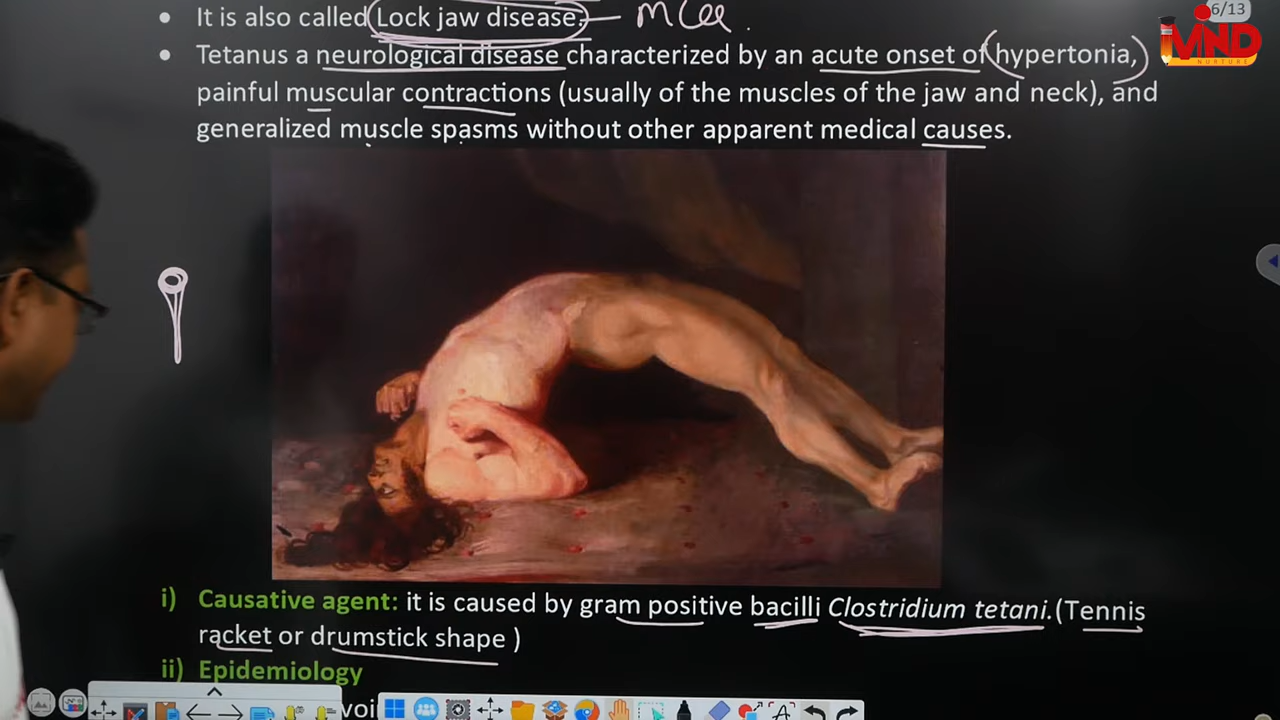 6/13
• It is also called Lock jaw disease. MCQ.
MIND
NURTURE
• Tetanus a neurological disease characterized by an acute onset of hypertonia,
painful muscular contractions (usually of the muscles of the jaw and neck), and
generalized muscle spasms without other apparent medical causes.
i) Causative agent: it is caused by gram positive bacilli Clostridium tetani.(Tennis
racket or drumstick shape )
ii) Epidemiology